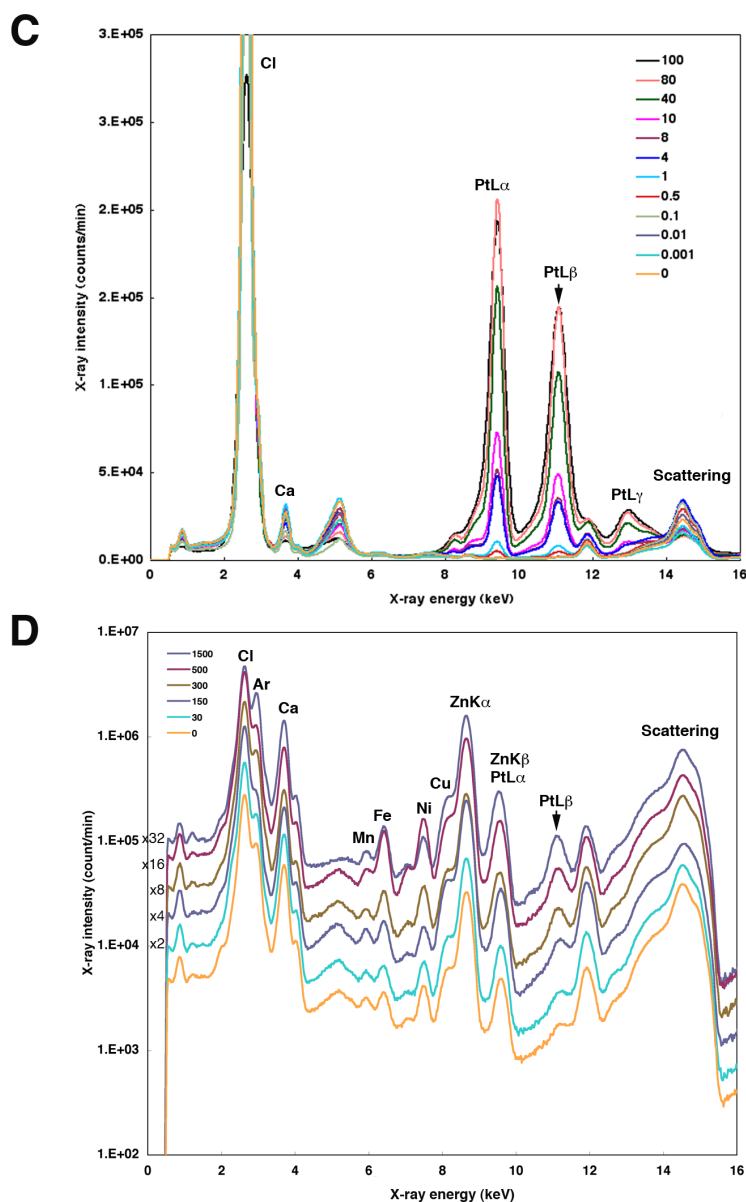 C
3.E+05
3.E+05
2.E+05
2.E+05
1.E+05
5.E+04
0.E+00
X-ray intensity (counts/min)
Cl
Ca
PtLα
PtLβ
PtLγ
Scattering
100
80
40
10
8
4
1
0.5
0.1
0.01
0.001
0
0 2 4 6 8 10 12 14 16
X-ray energy (keV)
D
1.E+07
1.E+06
1.E+05
1.E+04
1.E+03
1.E+02
X-ray intensity (count/min)
1500
500
300
150
30
0
x32
x16
x8
x4
x2
Cl
Ar
Ca
Mn
Fe
Ni
Cu
ZnKα
ZnKβ
PtLα
PtLβ
Scattering
0 2 4 6 8 10 12 14 16
X-ray energy (keV)